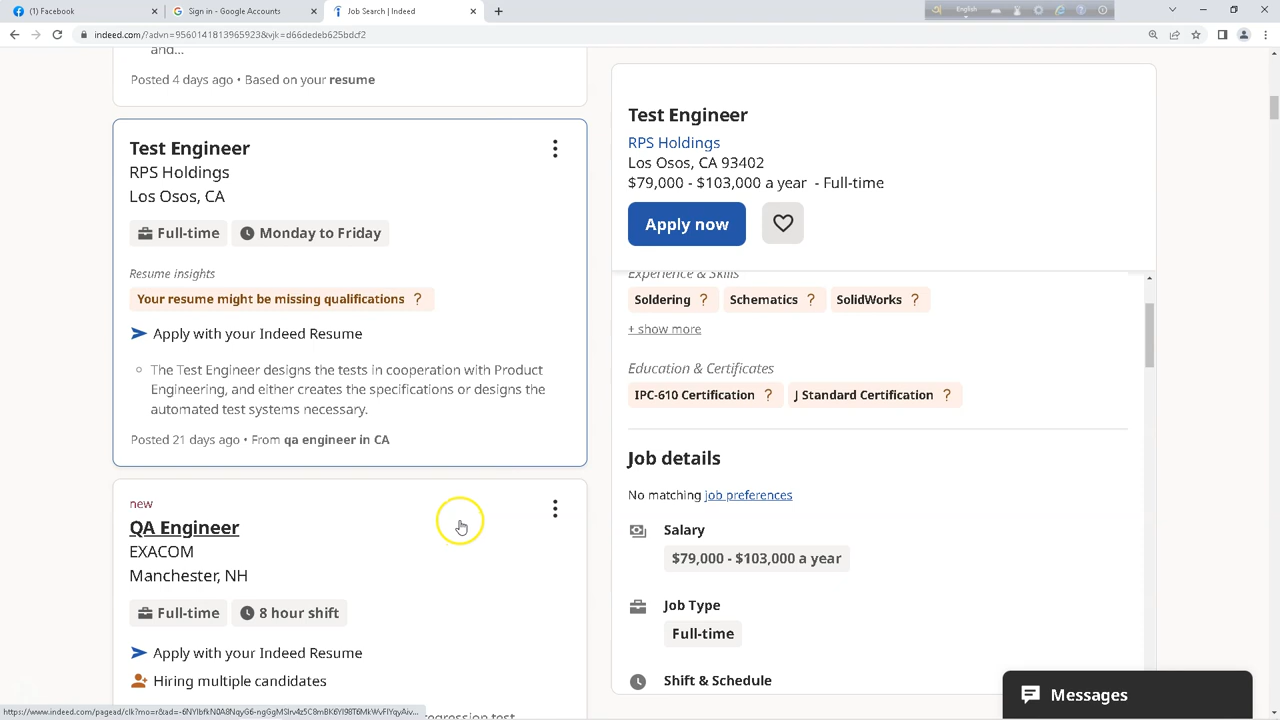 (1) Facebook
Sign in - Google Accounts
Job Search | Indeed
English
indeed.com/?advn=9560141813965923&vjk=d66dedeb625bdcf2
and...
Posted 4 days ago • Based on your resume
Test Engineer
RPS Holdings
Los Osos, CA
Full-time
Monday to Friday
Resume insights
Your resume might be missing qualifications ?
Apply with your Indeed Resume
The Test Engineer designs the tests in cooperation with Product
Engineering, and either creates the specifications or designs the
automated test systems necessary.
Posted 21 days ago • From qa engineer in CA
new
QA Engineer
EXACOM
Manchester, NH
Full-time
8 hour shift
Apply with your Indeed Resume
Hiring multiple candidates
regression test
Test Engineer
RPS Holdings
Los Osos, CA 93402
$79,000 - $103,000 a year - Full-time
Apply now
Experience & Skills
Soldering ?
Schematics ?
SolidWorks ?
+ show more
Education & Certificates
IPC-610 Certification ?
J Standard Certification ?
Job details
No matching job preferences
Salary
$79,000 - $103,000 a year
Job Type
Full-time
Shift & Schedule
Messages